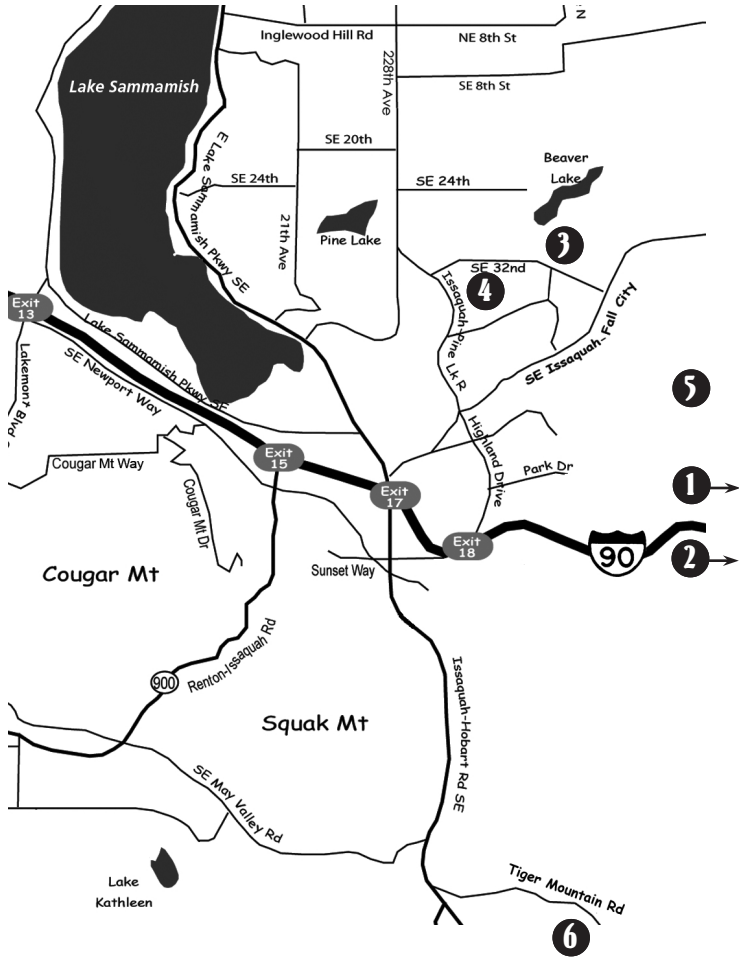 N
Inglewood Hill Rd
NE 8th St
228th Ave
SE 8th St
Lake Sammamish
E Lake Sammamish Pkwy SE
SE 20th
SE 24th
SE 24th
Beaver
Lake
21th Ave
Pine Lake
3
SE 32nd
4
Issaquah-Pine Lk R
SE Issaquah-Fall City
Exit
13
Lake Sammamish Pkwy SE
SE Newport Way
Lakemont Blvd
5
Highland Drive
Park Dr
Cougar Mt Way
Cougar Mt Dr
Exit
15
Exit
17
1
Exit
18
90
2
Sunset Way
Cougar Mt
Renton-Issaquah Rd
900
Squak Mt
Issaquah-Hobart Rd SE
SE May Valley Rd
Lake
Kathleen
Tiger Mountain Rd
6